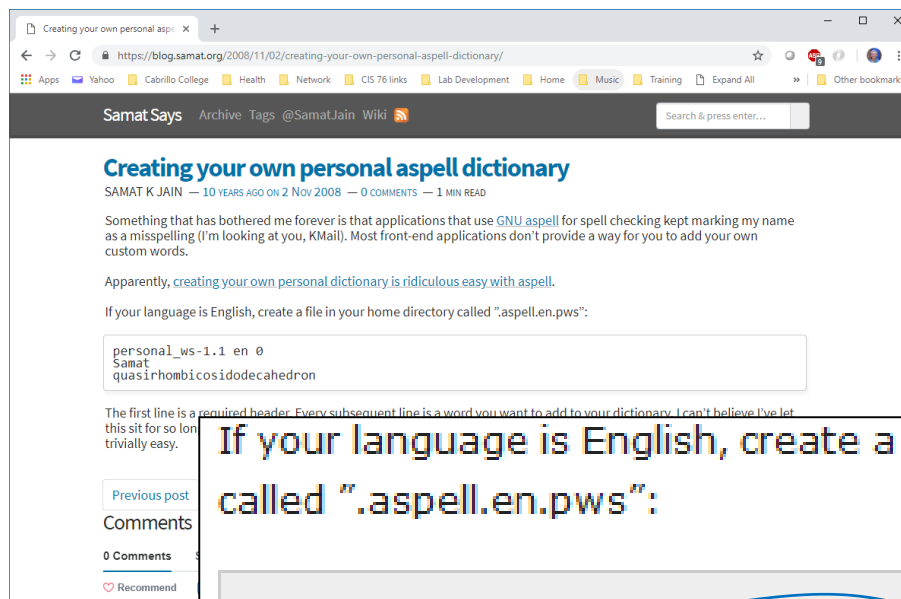 Creating your own personal aspe
https://blog.samat.org/2008/11/02/creating-your-own-personal-aspell-dictionary/
ABP
9
Apps Yahoo Cabrillo College Health Network CIS 76 links Lab Development Home Music Training Expand All » Other bookmark
Samat Says Archive Tags @SamatJain Wiki Search & press enter...
Creating your own personal aspell dictionary
SAMAT K JAIN — 10 YEARS AGO ON 2 NOV 2008 — 0 COMMENTS — 1 MIN READ
Something that has bothered me forever is that applications that use GNU aspell for spell checking kept marking my name
as a misspelling (I'm looking at you, KMail). Most front-end applications don't provide a way for you to add your own
custom words.
Apparently, creating your own personal dictionary is ridiculous easy with aspell.
If your language is English, create a file in your home directory called ”.aspell.en.pws”:
personal_ws-1.1 en 0
Samat
quasirhombicosidodecahedron
The first line is a required header. Every subsequent line is a word you want to add to your dictionary. I can't believe I've let
this sit for so lon
trivially easy.
If your language is English, create a
called ”.aspell.en.pws”:
Previous post
Comments
0 Comments
Recommend